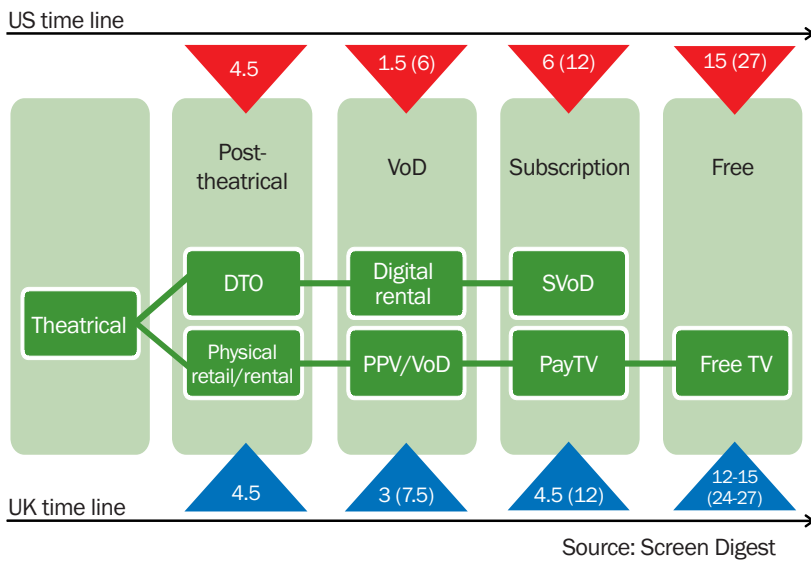 US time line
4.5
1.5 (6)
6 (12)
15 (27)
Post-
theatrical
VoD
Subscription
Free
DTO
Digital
rental
SVoD
Theatrical
Physical
retail/rental
PPV/VoD
PayTV
Free TV
4.5
3 (7.5)
4.5 (12)
12-15
(24-27)
UK time line
Source: Screen Digest